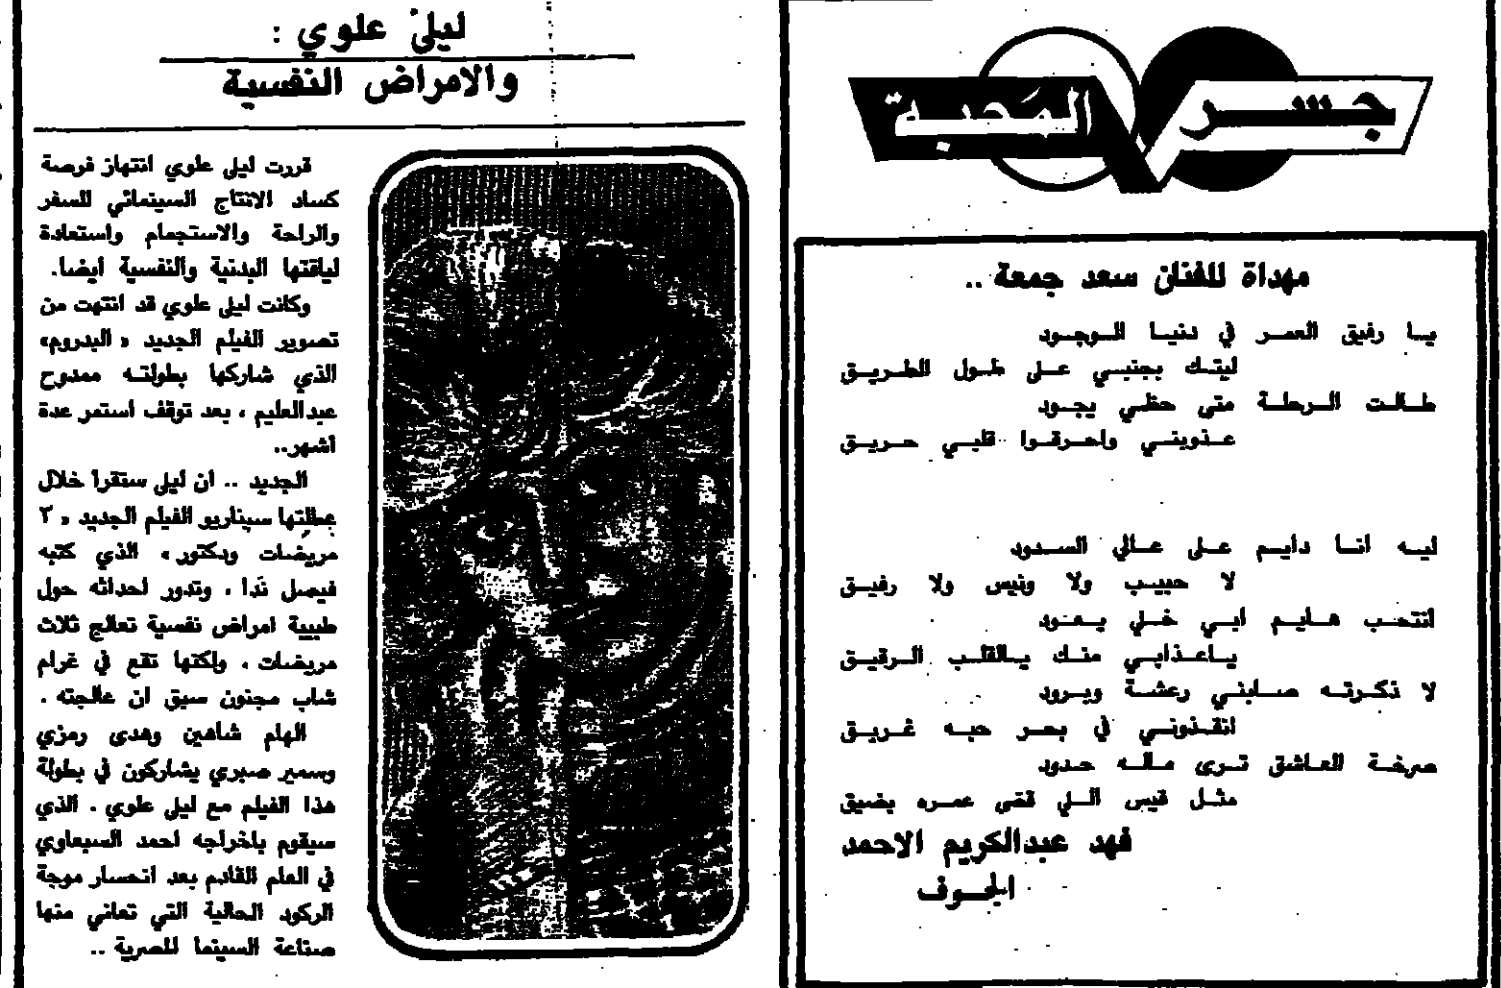 جسر المحبة
مهداة للفنان سعد جمعة ..
يا رفيق العمر في دنيا الوجود
ليتك بجنبي على طول الطريق
طالت الرحلة متى حظي يجود
عذوبني واحرقوا قلبي حريق
ليه انا دايم على عالي السدود
لا حبيب ولا ونيس ولا رفيق
انتحب هايم ابي خلي يعود
ياعذابي منك يالقلب الرقيق
لا ذكرته صابني رعشة وبرود
انقذوني في بحر حبه غريق
صرخة العاشق ترى ماله حدود
مثل قيس اللي قضى عمره بضيق
فهد عبدالكريم الاحمد
الجوف
ليلى علوي :
والامراض النفسية
قررت ليلى علوي انتهاز فرصة
كساد الانتاج السينمائي للسفر
والراحة والاستجمام واستعادة
لياقتها البدنية والنفسية ايضا.
وكانت ليلى علوي قد انتهت من
تصوير الفيلم الجديد « البدروم»
الذي شاركها بطولته ممدوح
عبدالعليم ، بعد توقف استمر عدة
أشهر..
الجديد .. ان ليلى ستقرأ خلال
عطلتها سيناريو الفيلم الجديد « ٣
مريضات ودكتور » الذي كتبه
فيصل ندا ، وتدور احداثه حول
طبيبة امراض نفسية تعالج ثلاث
مريضات ، ولكنها تقع في غرام
شاب مجنون سبق ان عالجته .
الهام شاهين وهدى رمزي
وسمير صبري يشاركون في بطولة
هذا الفيلم مع ليلى علوي . الذي
سيقوم باخراجه احمد السبعاوي
في العام القادم بعد انحسار موجة
الركود الحالية التي تعاني منها
صناعة السينما المصرية ..